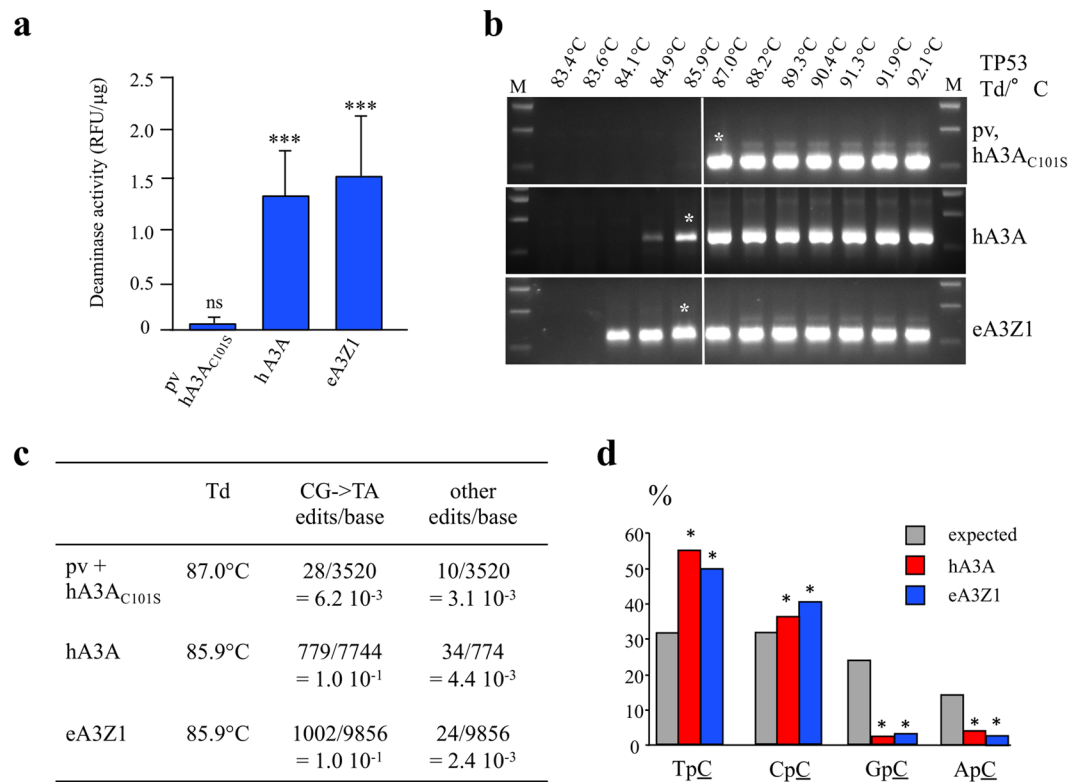 a
Deaminase activity (RFU/μg)
2.5
2.0
1.5
1.0
0.5
0
ns
***
***
pv
hA3AC101S
hA3A
eA3Z1
b
M
83.4°C
83.6°C
84.1°C
84.9°C
85.9°C
87.0°C
88.2°C
89.3°C
90.4°C
91.3°C
91.9°C
92.1°C
TP53
Td/° C
M
*
pv,
hA3AC101S
*
hA3A
*
eA3Z1
c
Td CG->TA other
edits/base edits/base
pv + 87.0°C 28/3520 10/3520
hA3AC101S = 6.2 10-3 = 3.1 10-3
hA3A 85.9°C 779/7744 34/774
= 1.0 10-1 = 4.4 10-3
eA3Z1 85.9°C 1002/9856 24/9856
= 1.0 10-1 = 2.4 10-3
d
%
60
50
40
30
20
10
0
* *
* *
* *
* *
expected
hA3A
eA3Z1
TpC CpC GpC ApC